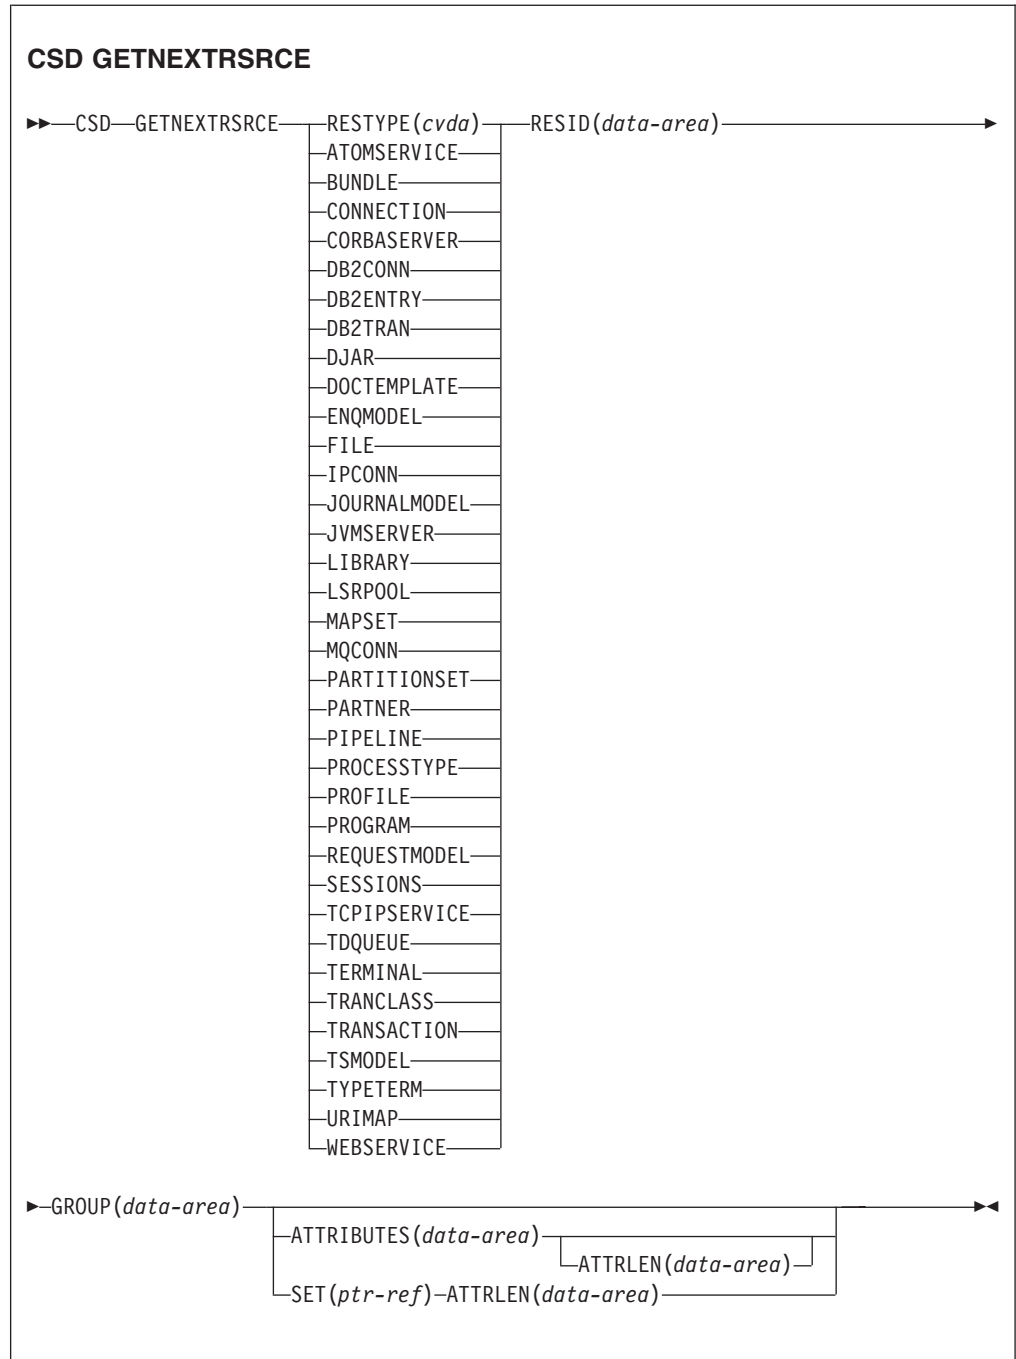 CSD GETNEXTRSRCE
CSD GETNEXTRSRCE RESTYPE(cvda) RESID(data-area)
ATOMSERVICE
BUNDLE
CONNECTION
CORBASERVER
DB2CONN
DB2ENTRY
DB2TRAN
DJAR
DOCTEMPLATE
ENQMODEL
FILE
IPCONN
JOURNALMODEL
JVMSERVER
LIBRARY
LSRPOOL
MAPSET
MQCONN
PARTITIONSET
PARTNER
PIPELINE
PROCESSTYPE
PROFILE
PROGRAM
REQUESTMODEL
SESSIONS
TCPIPSERVICE
TDQUEUE
TERMINAL
TRANCLASS
TRANSACTION
TSMODEL
TYPETERM
URIMAP
WEBSERVICE
GROUP(data-area)
ATTRIBUTES(data-area)
ATTRLEN(data-area)
SET(ptr-ref) ATTRLEN(data-area)